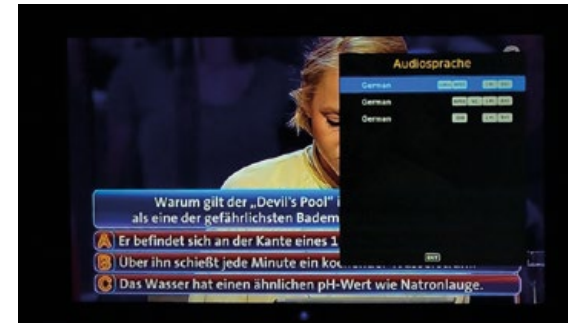 Audiosprache
German
German
German
EXIT
Warum gilt der „Devil's Pool"
als eine der gefährlichsten Badem
A Er befindet sich an der Kante eines 1
B Über ihn schießt jede Minute ein
C Das Wasser hat einen ähnlichen pH-Wert wie Natronlauge.